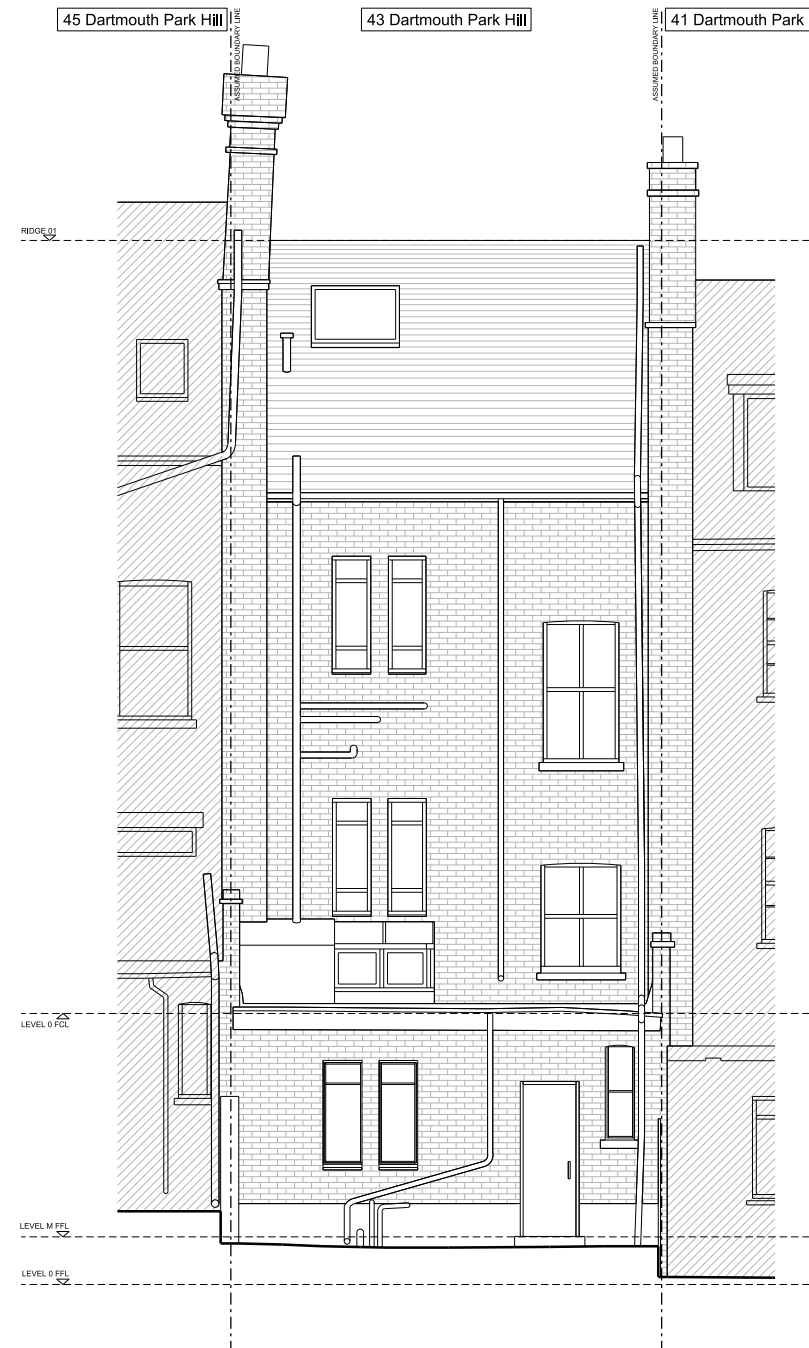 45 Dartmouth Park Hill
43 Dartmouth Park Hill
41 Dartmouth Park
ASSUMED BOUNDARY LINE
ASSUMED BOUNDARY LINE
RIDGE 01
LEVEL 0 FCL
LEVEL M FFL
LEVEL 0 FFL